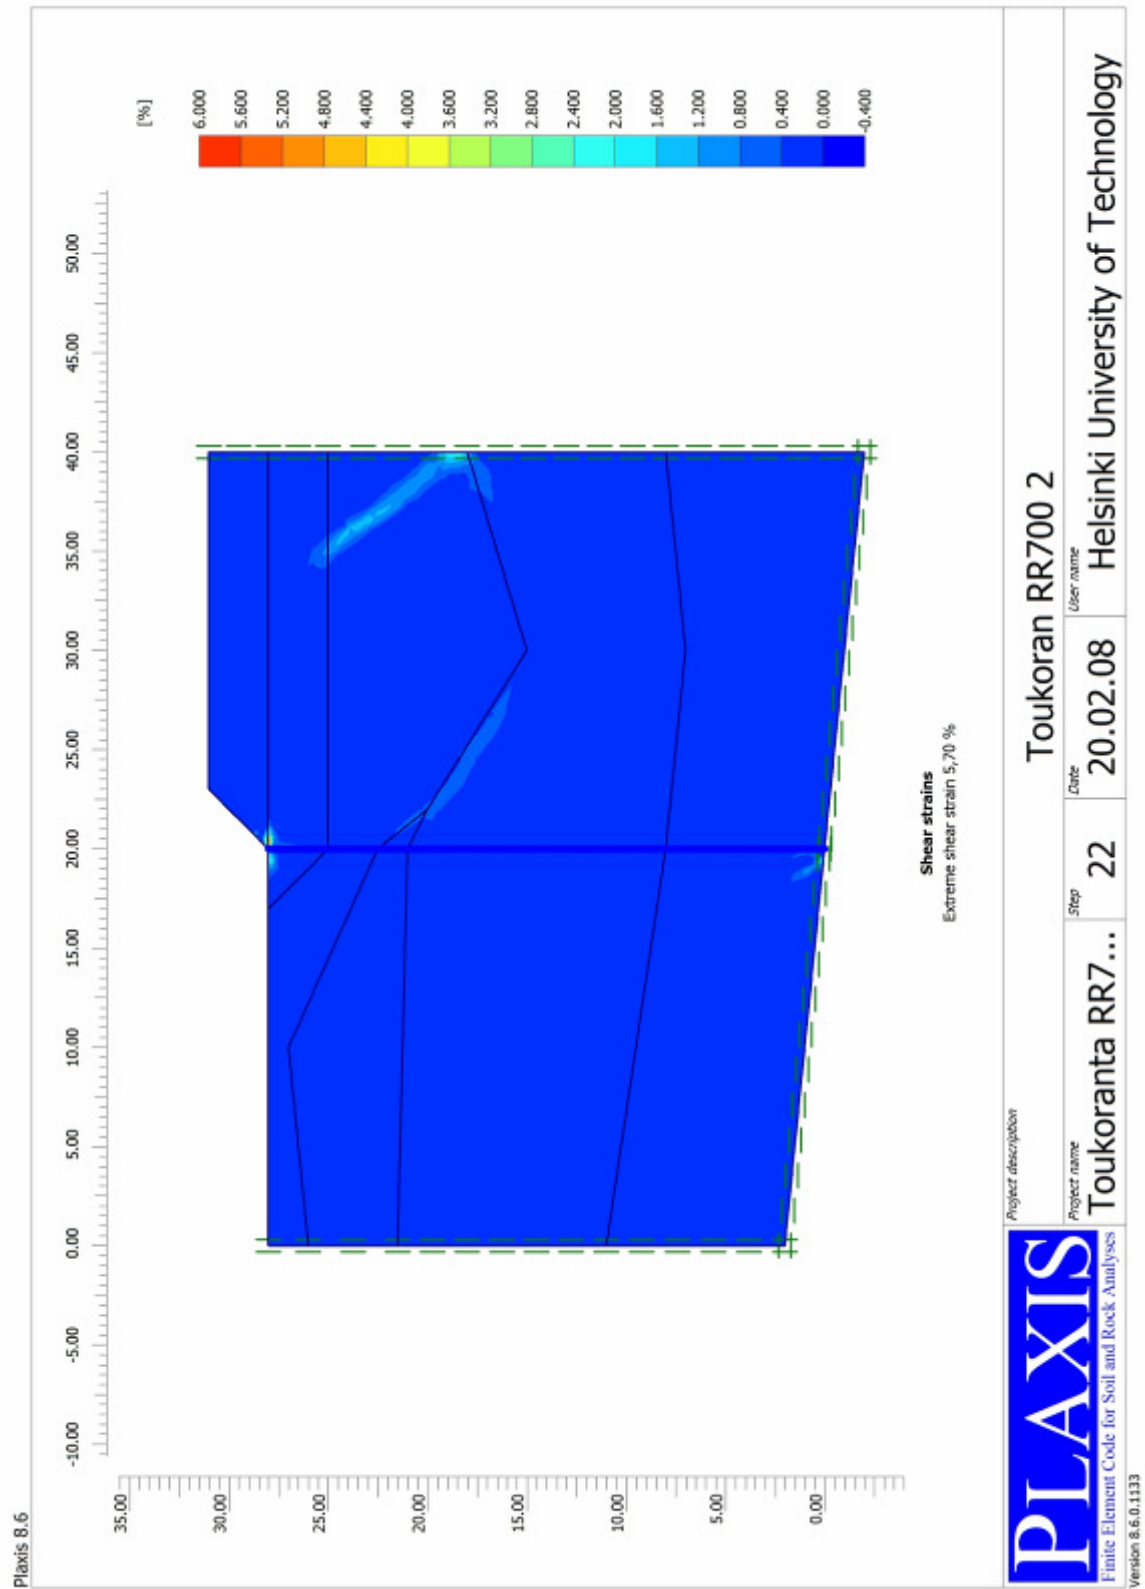 Plaxis 8.6
-10.00 -5.00 0.00 5.00 10.00 15.00 20.00 25.00 30.00 35.00 40.00 45.00 50.00
35.00
30.00
25.00
20.00
15.00
10.00
5.00
0.00
[%]
6.000
5.600
5.200
4.800
4.400
4.000
3.600
3.200
2.800
2.400
2.000
1.600
1.200
0.800
0.400
0.000
-0.400
Shear strains
Extreme shear strain 5,70 %
PLAXIS
Finite Element Code for Soil and Rock Analyses
Version 8.6.0.1133
Project description
Toukoran RR700 2
Project name
Toukoranta RR7...
Step
22
Date
20.02.08
User name
Helsinki University of Technology